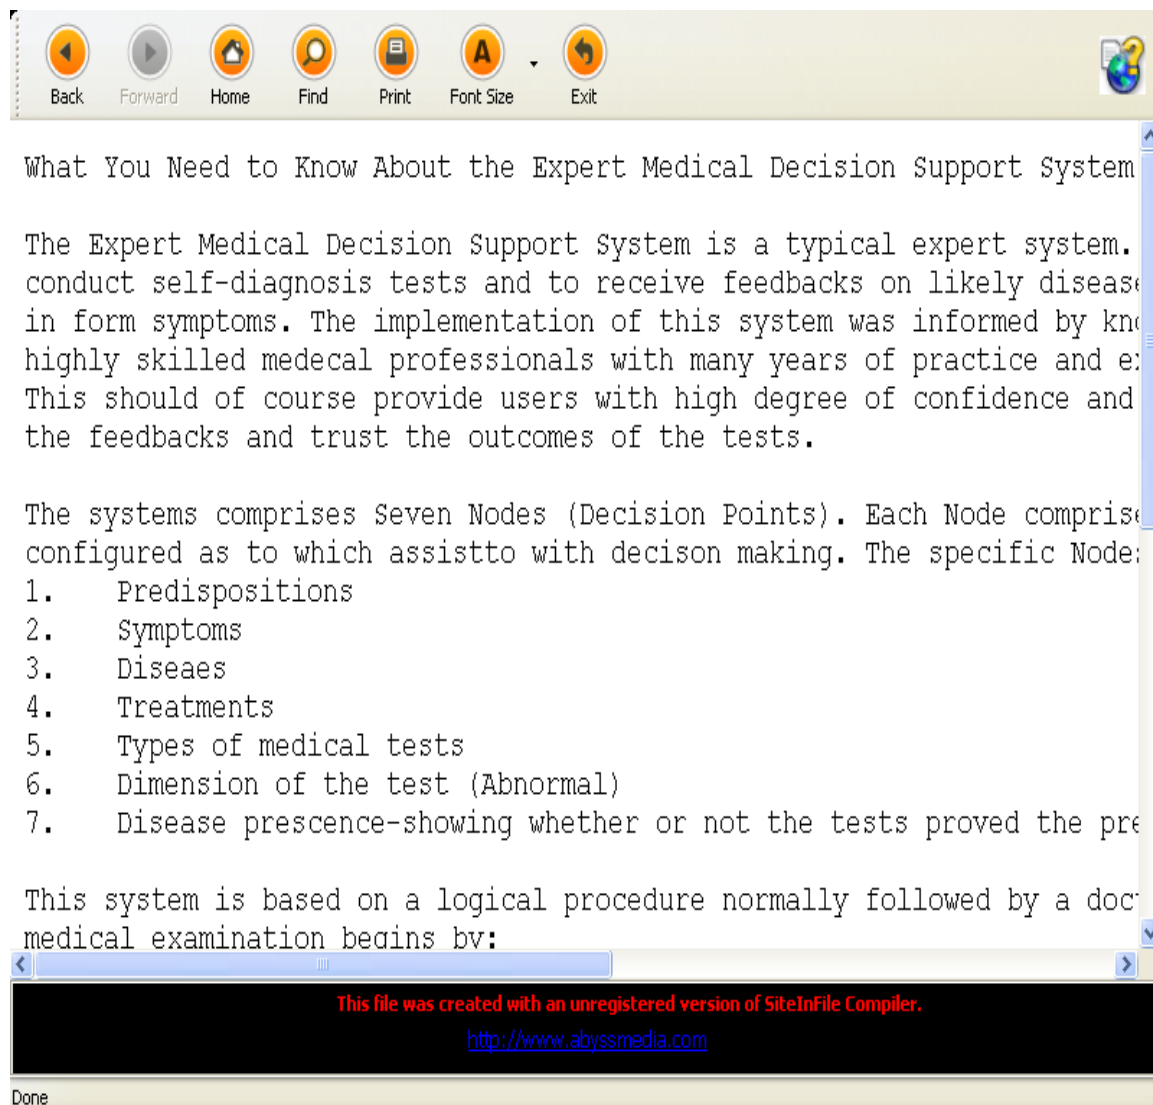 Back Forward Home Find Print Font Size Exit
What You Need to Know About the Expert Medical Decision Support System
The Expert Medical Decision Support System is a typical expert system.
conduct self-diagnosis tests and to receive feedbacks on likely
in form symptoms. The implementation of this system was informed by
highly skilled medecal professionals with many years of practice and
This should of course provide users with high degree of confidence and
the feedbacks and trust the outcomes of the tests.
The systems comprises Seven Nodes (Decision Points). Each Node
configured as to which assistto with decison making. The specific
1. Predispositions
2. Symptoms
3. Diseaes
4. Treatments
5. Types of medical tests
6. Dimension of the test (Abnormal)
7. Disease prescence-showing whether or not the tests proved the
This system is based on a logical procedure normally followed by a
medical examination begins by:
This file was created with an unregistered version of SiteInFile Compiler.
http://www.abyssmedia.com
Done